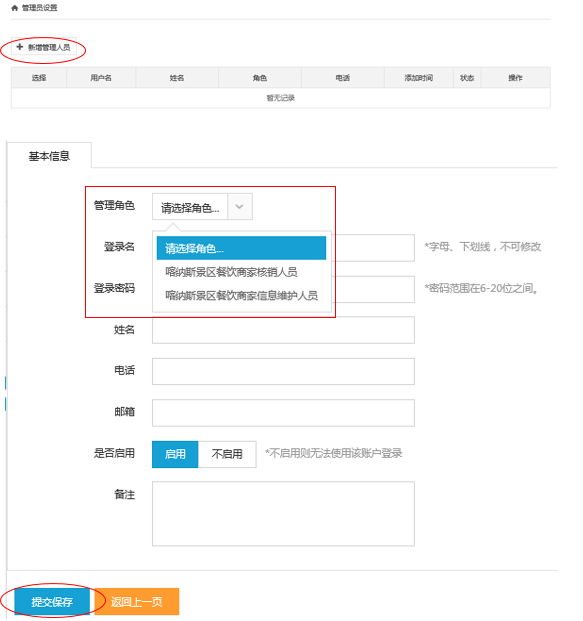 管理员设置
新增管理人员
选择 用户名 姓名 角色 电话 添加时间 状态 操作
暂无记录
基本信息
管理角色 请选择角色...
请选择角色...
登录名 *字母、下划线，不可修改
喀纳斯景区餐饮商家核销人员
登录密码 *密码范围在6-20位之间。
喀纳斯景区餐饮商家信息维护人员
姓名
电话
邮箱
是否启用 启用 不启用 *不启用则无法使用该账户登录
备注
提交保存 返回上一页